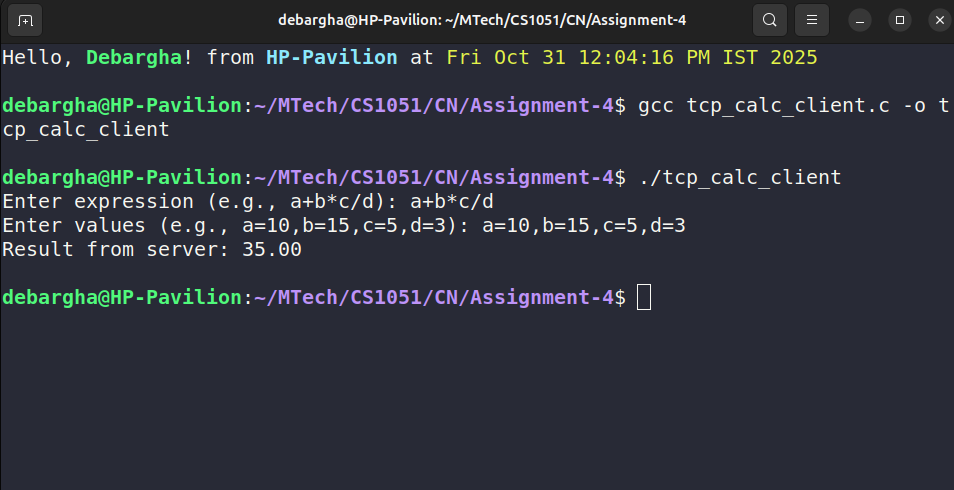 debargha@HP-Pavilion: ~/MTech/CS1051/CN/Assignment-4
Hello, Debargha! from HP-Pavilion at Fri Oct 31 12:04:16 PM IST 2025
debargha@HP-Pavilion:~/MTech/CS1051/CN/Assignment-4$ gcc tcp_calc_client.c -o t
cp_calc_client
debargha@HP-Pavilion:~/MTech/CS1051/CN/Assignment-4$ ./tcp_calc_client
Enter expression (e.g., a+b*c/d): a+b*c/d
Enter values (e.g., a=10,b=15,c=5,d=3): a=10,b=15,c=5,d=3
Result from server: 35.00
debargha@HP-Pavilion:~/MTech/CS1051/CN/Assignment-4$